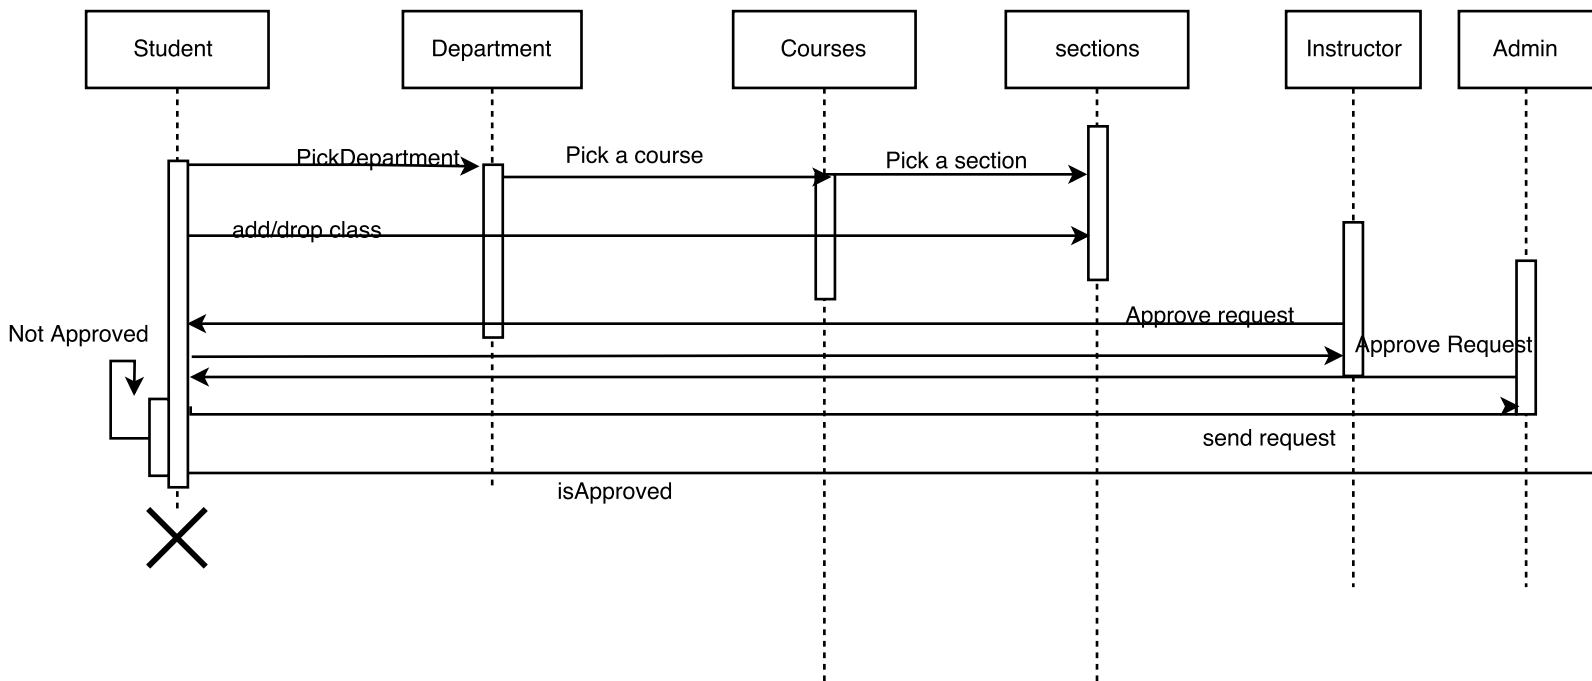 Student
Department
Courses
sections
Instructor
Admin
PickDepartment
Pick a course
Pick a section
add/drop class
Approve request
Not Approved
Approve Request
send request
isApproved